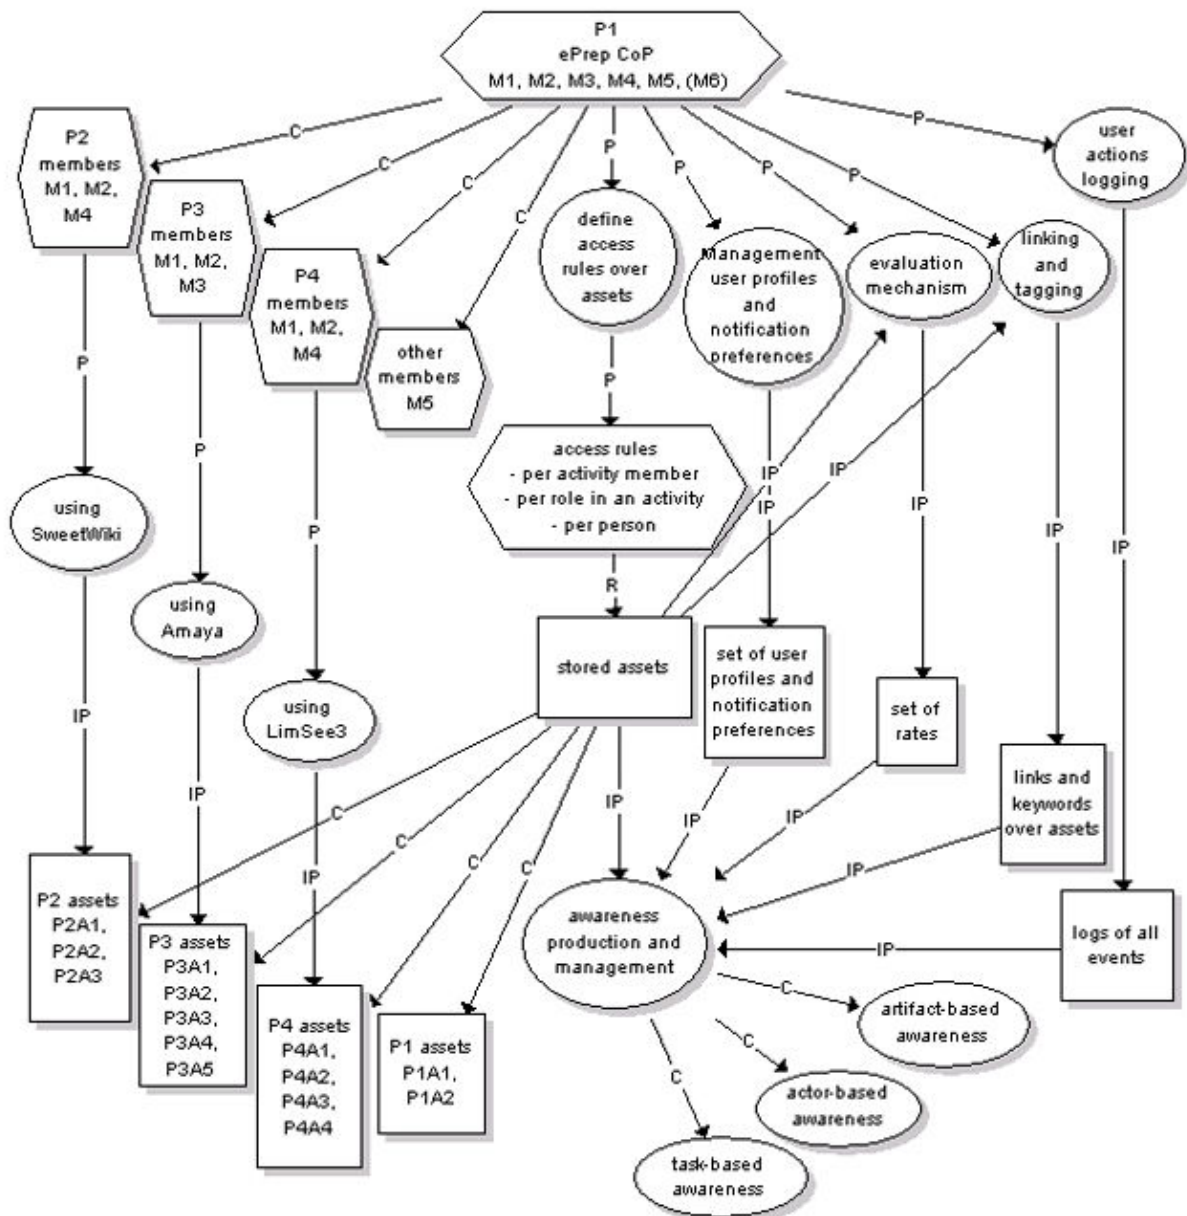 P1
ePrep CoP
M1, M2, M3, M4, M5, (M6)
P2
members
M1, M2,
M4
P3
members
M1, M2,
M3
P4
members
M1, M2,
M4
other
members
M5
define
access
rules over
assets
Management
user profiles
and
notification
preferences
evaluation
mechanism
linking
and
tagging
user
actions
logging
C
C
C
C
P
P
P
P
P
P
P
P
P
access rules
- per activity member
- per role in an activity
- per person
using
SweetWiki
using
Amaya
using
LimSee3
R
IP
IP
IP
IP
IP
IP
IP
stored assets
set of user
profiles and
notification
preferences
set of
rates
links and
keywords
over assets
logs of all
events
IP
IP
IP
C
C
C
C
IP
IP
IP
IP
IP
P2 assets
P2A1,
P2A2,
P2A3
P3 assets
P3A1,
P3A2,
P3A3,
P3A4,
P3A5
P4 assets
P4A1,
P4A2,
P4A3,
P4A4
P1 assets
P1A1,
P1A2
awareness
production and
management
C
C
C
artifact-based
awareness
actor-based
awareness
task-based
awareness